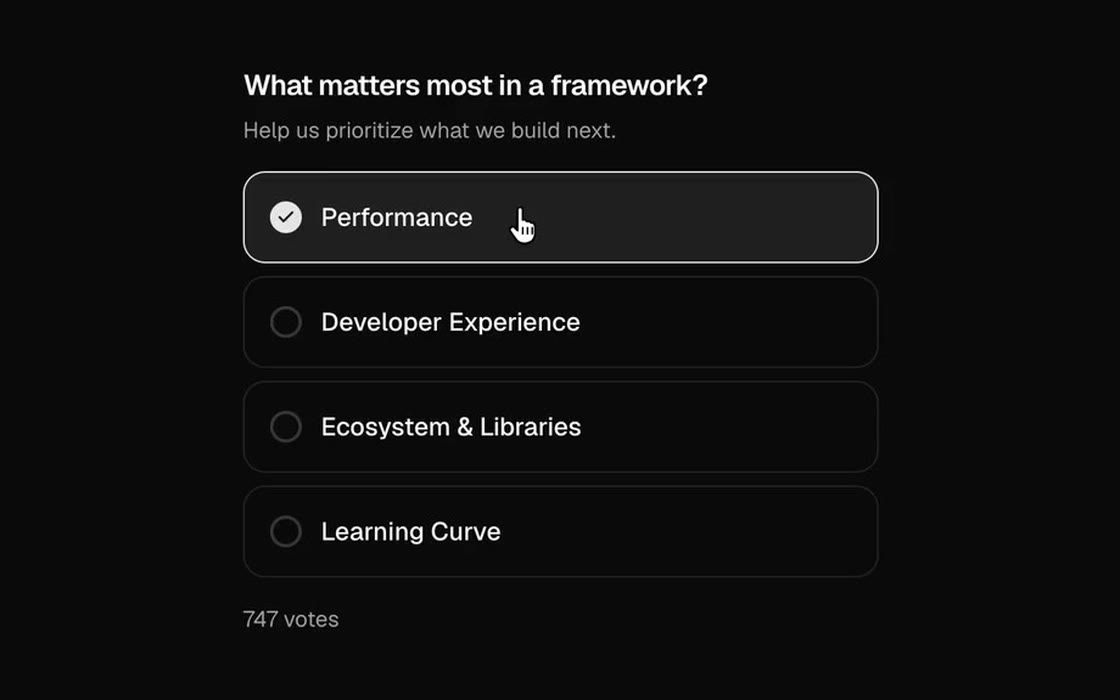 What matters most in a framework?
Help us prioritize what we build next.
Performance
Developer Experience
Ecosystem & Libraries
Learning Curve
747 votes